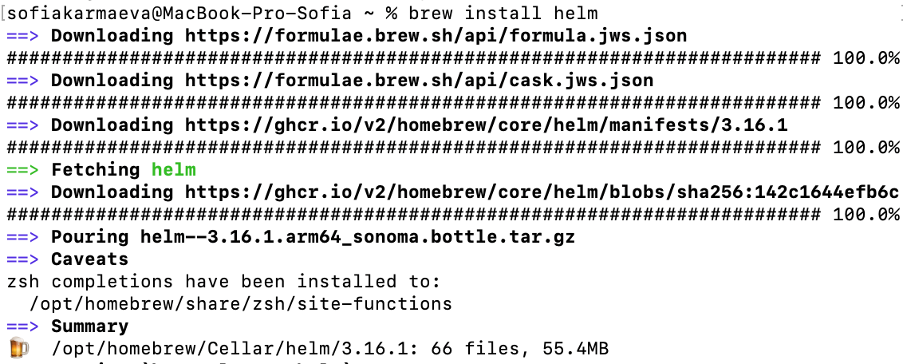 [sofiakarmaeva@MacBook-Pro-Sofia ~ % brew install helm
==> Downloading https://formulae.brew.sh/api/formula.jws.json
######################################################################### 100.0%
==> Downloading https://formulae.brew.sh/api/cask.jws.json
######################################################################### 100.0%
==> Downloading https://ghcr.io/v2/homebrew/core/helm/manifests/3.16.1
######################################################################### 100.0%
==> Fetching helm
==> Downloading https://ghcr.io/v2/homebrew/core/helm/blobs/sha256:142c1644efb6c
######################################################################### 100.0%
==> Pouring helm--3.16.1.arm64_sonoma.bottle.tar.gz
==> Caveats
zsh completions have been installed to:
  /opt/homebrew/share/zsh/site-functions
==> Summary
🍺  /opt/homebrew/Cellar/helm/3.16.1: 66 files, 55.4MB